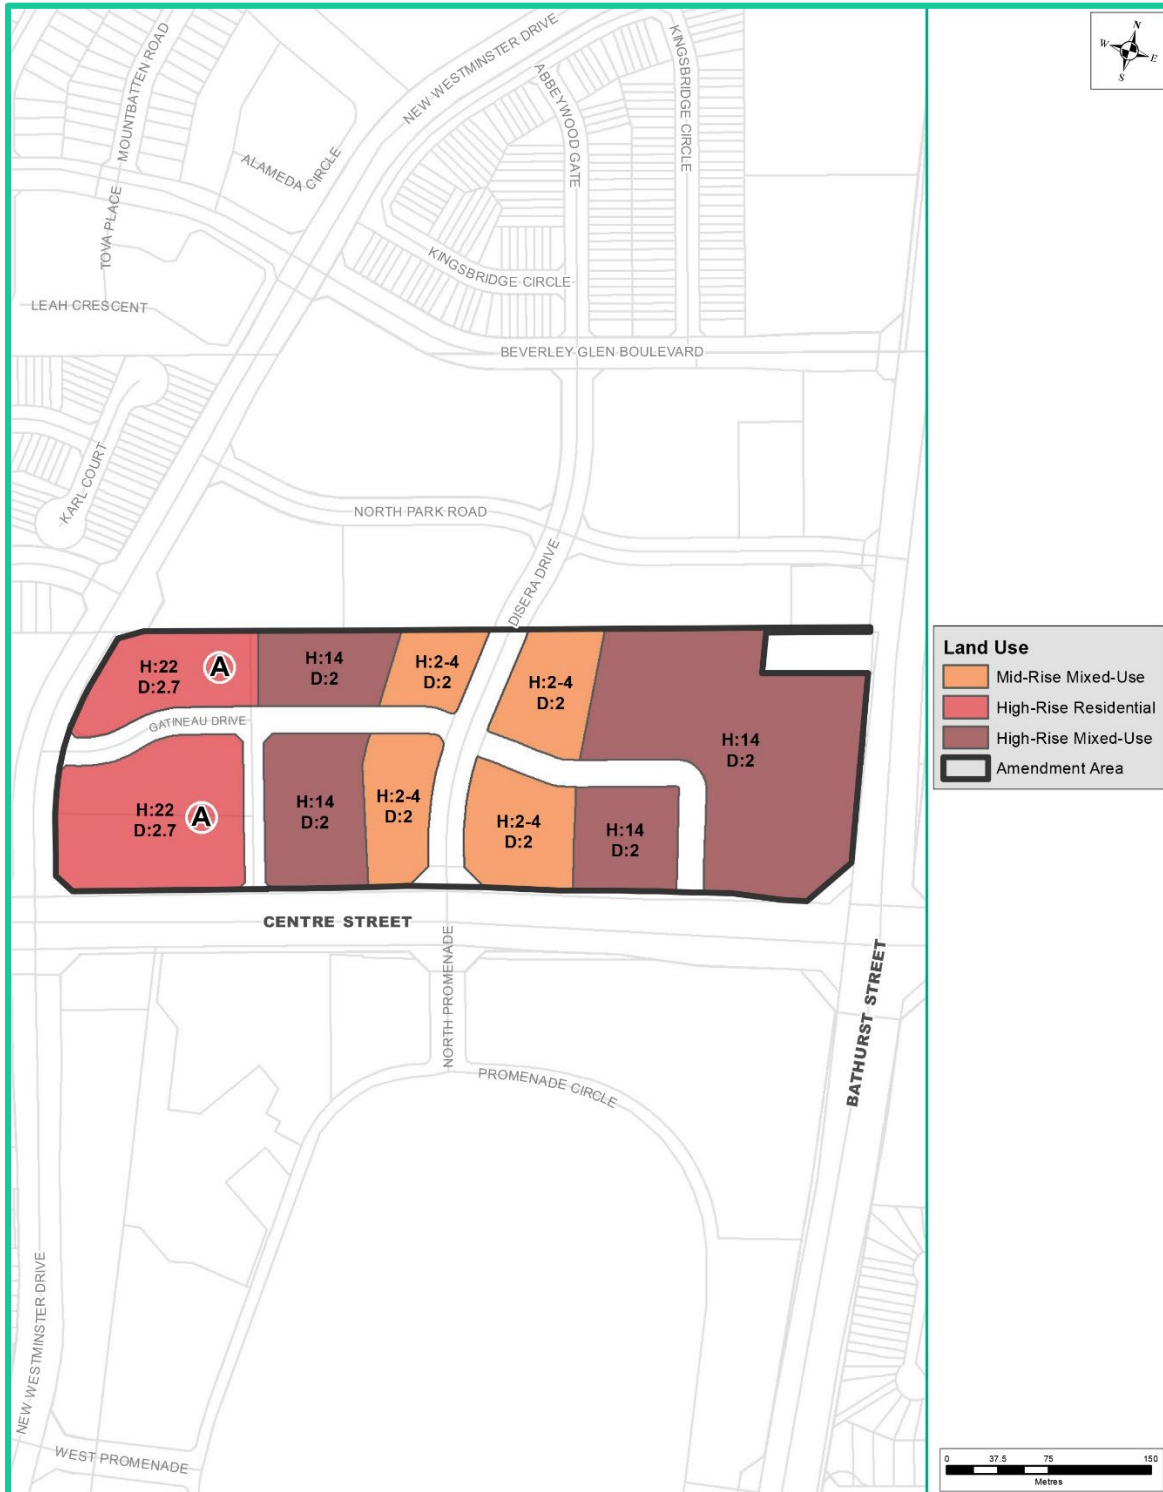 N
W
E
S
MOUNTBATTEN ROAD
NEW WESTMINSTER DRIVE
KINGSBRIDGE CIRCLE
ABBEYWOOD GATE
ALAMEDA CIRCLE
TOVA PLACE
KINGSBRIDGE CIRCLE
LEAH CRESCENT
BEVERLEY GLEN BOULEVARD
KARL COURT
NORTH PARK ROAD
DISERA DRIVE
H:22
D:2.7
A
H:14
D:2
H:2-4
D:2
H:2-4
D:2
GATINEAU DRIVE
H:14
D:2
H:22
D:2.7
A
H:14
D:2
H:2-4
D:2
H:2-4
D:2
H:14
D:2
CENTRE STREET
NORTH PROMENADE
BATHURST STREET
PROMENADE CIRCLE
NEW WESTMINSTER DRIVE
WEST PROMENADE
Land Use
Mid-Rise Mixed-Use
High-Rise Residential
High-Rise Mixed-Use
Amendment Area
0 37.5 75 150
Metres